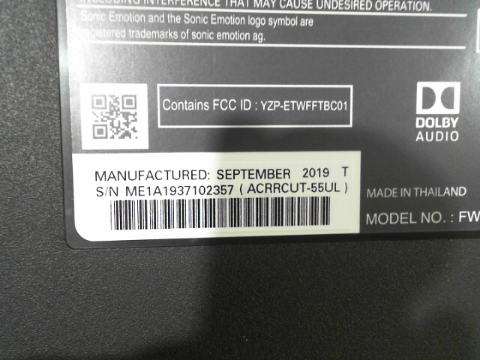 INCLUDING INTERFERENCE THAT MAY CAUSE UNDESIRED OPERATION.
Sonic Emotion and the Sonic Emotion logo symbol are
registered trademarks of sonic emotion ag.
Contains FCC ID : YZP-ETWFFTBC01
DOLBY
AUDIO
MANUFACTURED: SEPTEMBER 2019 T
S/N ME1A1937102357 ( ACRRCUT-55UL )
MADE IN THAILAND
MODEL NO. : FW